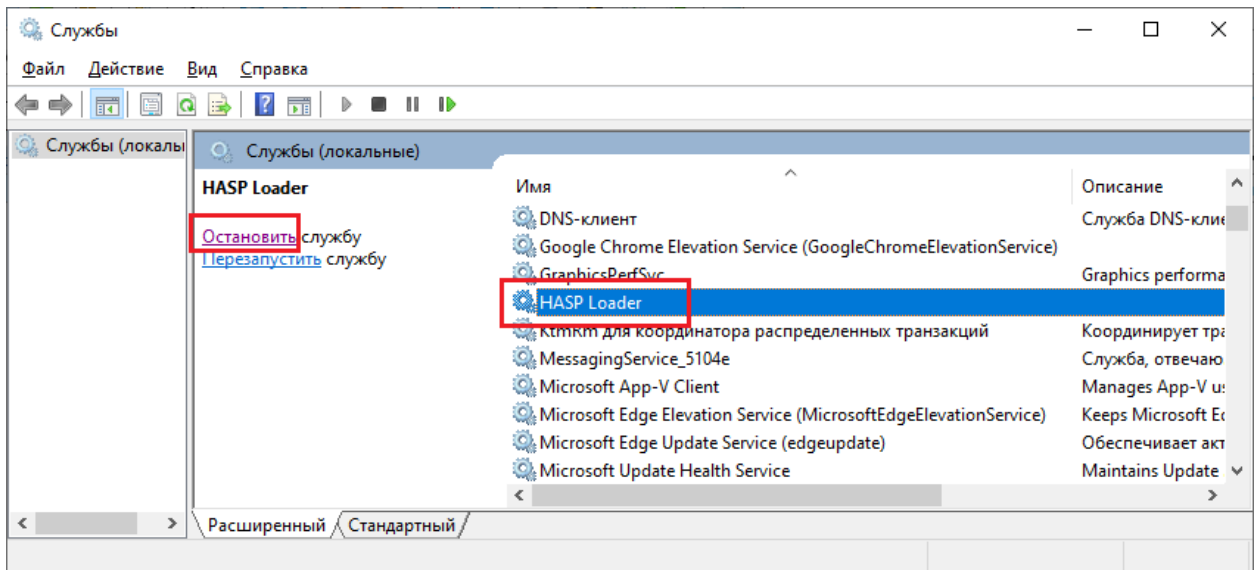 Службы
Файл Действие Вид Справка
Службы (локалы
Службы (локальные)
HASP Loader
Остановить службу
Перезапустить службу
Имя Описание
DNS-клиент Служба DNS-клие
Google Chrome Elevation Service (GoogleChromeElevationService)
GraphicsPerfSvc Graphics performa
HASP Loader
KtmRm для координатора распределенных транзакций Координирует тра
MessagingService_5104e Служба, отвечаю
Microsoft App-V Client Manages App-V u
Microsoft Edge Elevation Service (MicrosoftEdgeElevationService) Keeps Microsoft Ed
Microsoft Edge Update Service (edgeupdate) Обеспечивает акт
Microsoft Update Health Service Maintains Update
Расширенный Стандартный